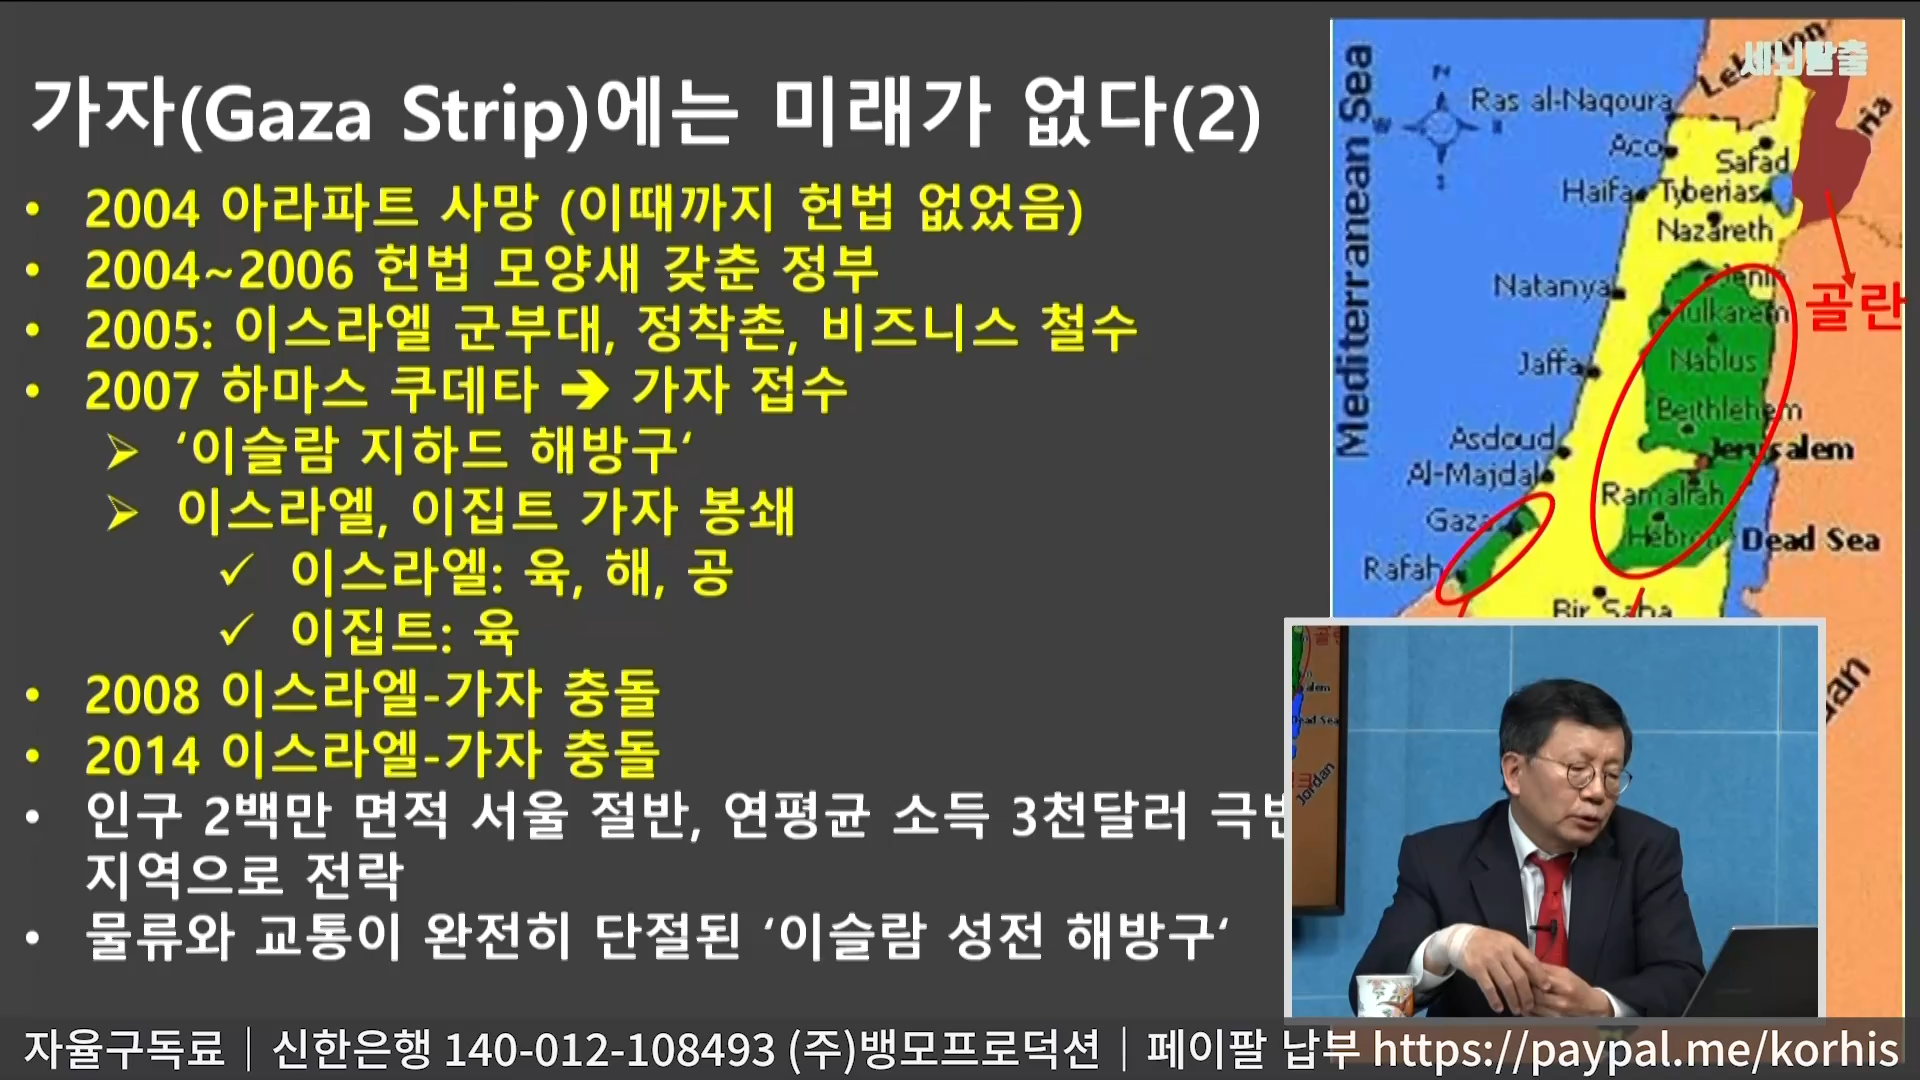 가자(Gaza Strip)에는 미래가 없다(2)
• 2004 아라파트 사망 (이때까지 헌법 없었음)
• 2004~2006 헌법 모양새 갖춘 정부
• 2005: 이스라엘 군부대, 정착촌, 비즈니스 철수
• 2007 하마스 쿠데타 ➔ 가자 접수
➢ ‘이슬람 지하드 해방구‘
➢ 이스라엘, 이집트 가자 봉쇄
✓ 이스라엘: 육, 해, 공
✓ 이집트: 육
• 2008 이스라엘-가자 충돌
• 2014 이스라엘-가자 충돌
• 인구 2백만 면적 서울 절반, 연평균 소득 3천달러
지역으로 전락
• 물류와 교통이 완전히 단절된 ‘이슬람 성전 해방구‘
세뇌탈출
Mediterranean Sea
Ras al-Naqoura
Aco
Safad
Haifa
Tyberias
Nazareth
Jenin
Natanya
Tulkarem
골란
Nablus
Jaffa
Beithlehem
Asdoud
Jerusalem
Al-Majdal
Ramallah
Gaza
Hebron
Dead Sea
Rafah
Bir Saba
Dead Sea
Jordan
자율구독료｜신한은행 140-012-108493 (주)뱅모프로덕션｜페이팔 납부 https://paypal.me/korhis